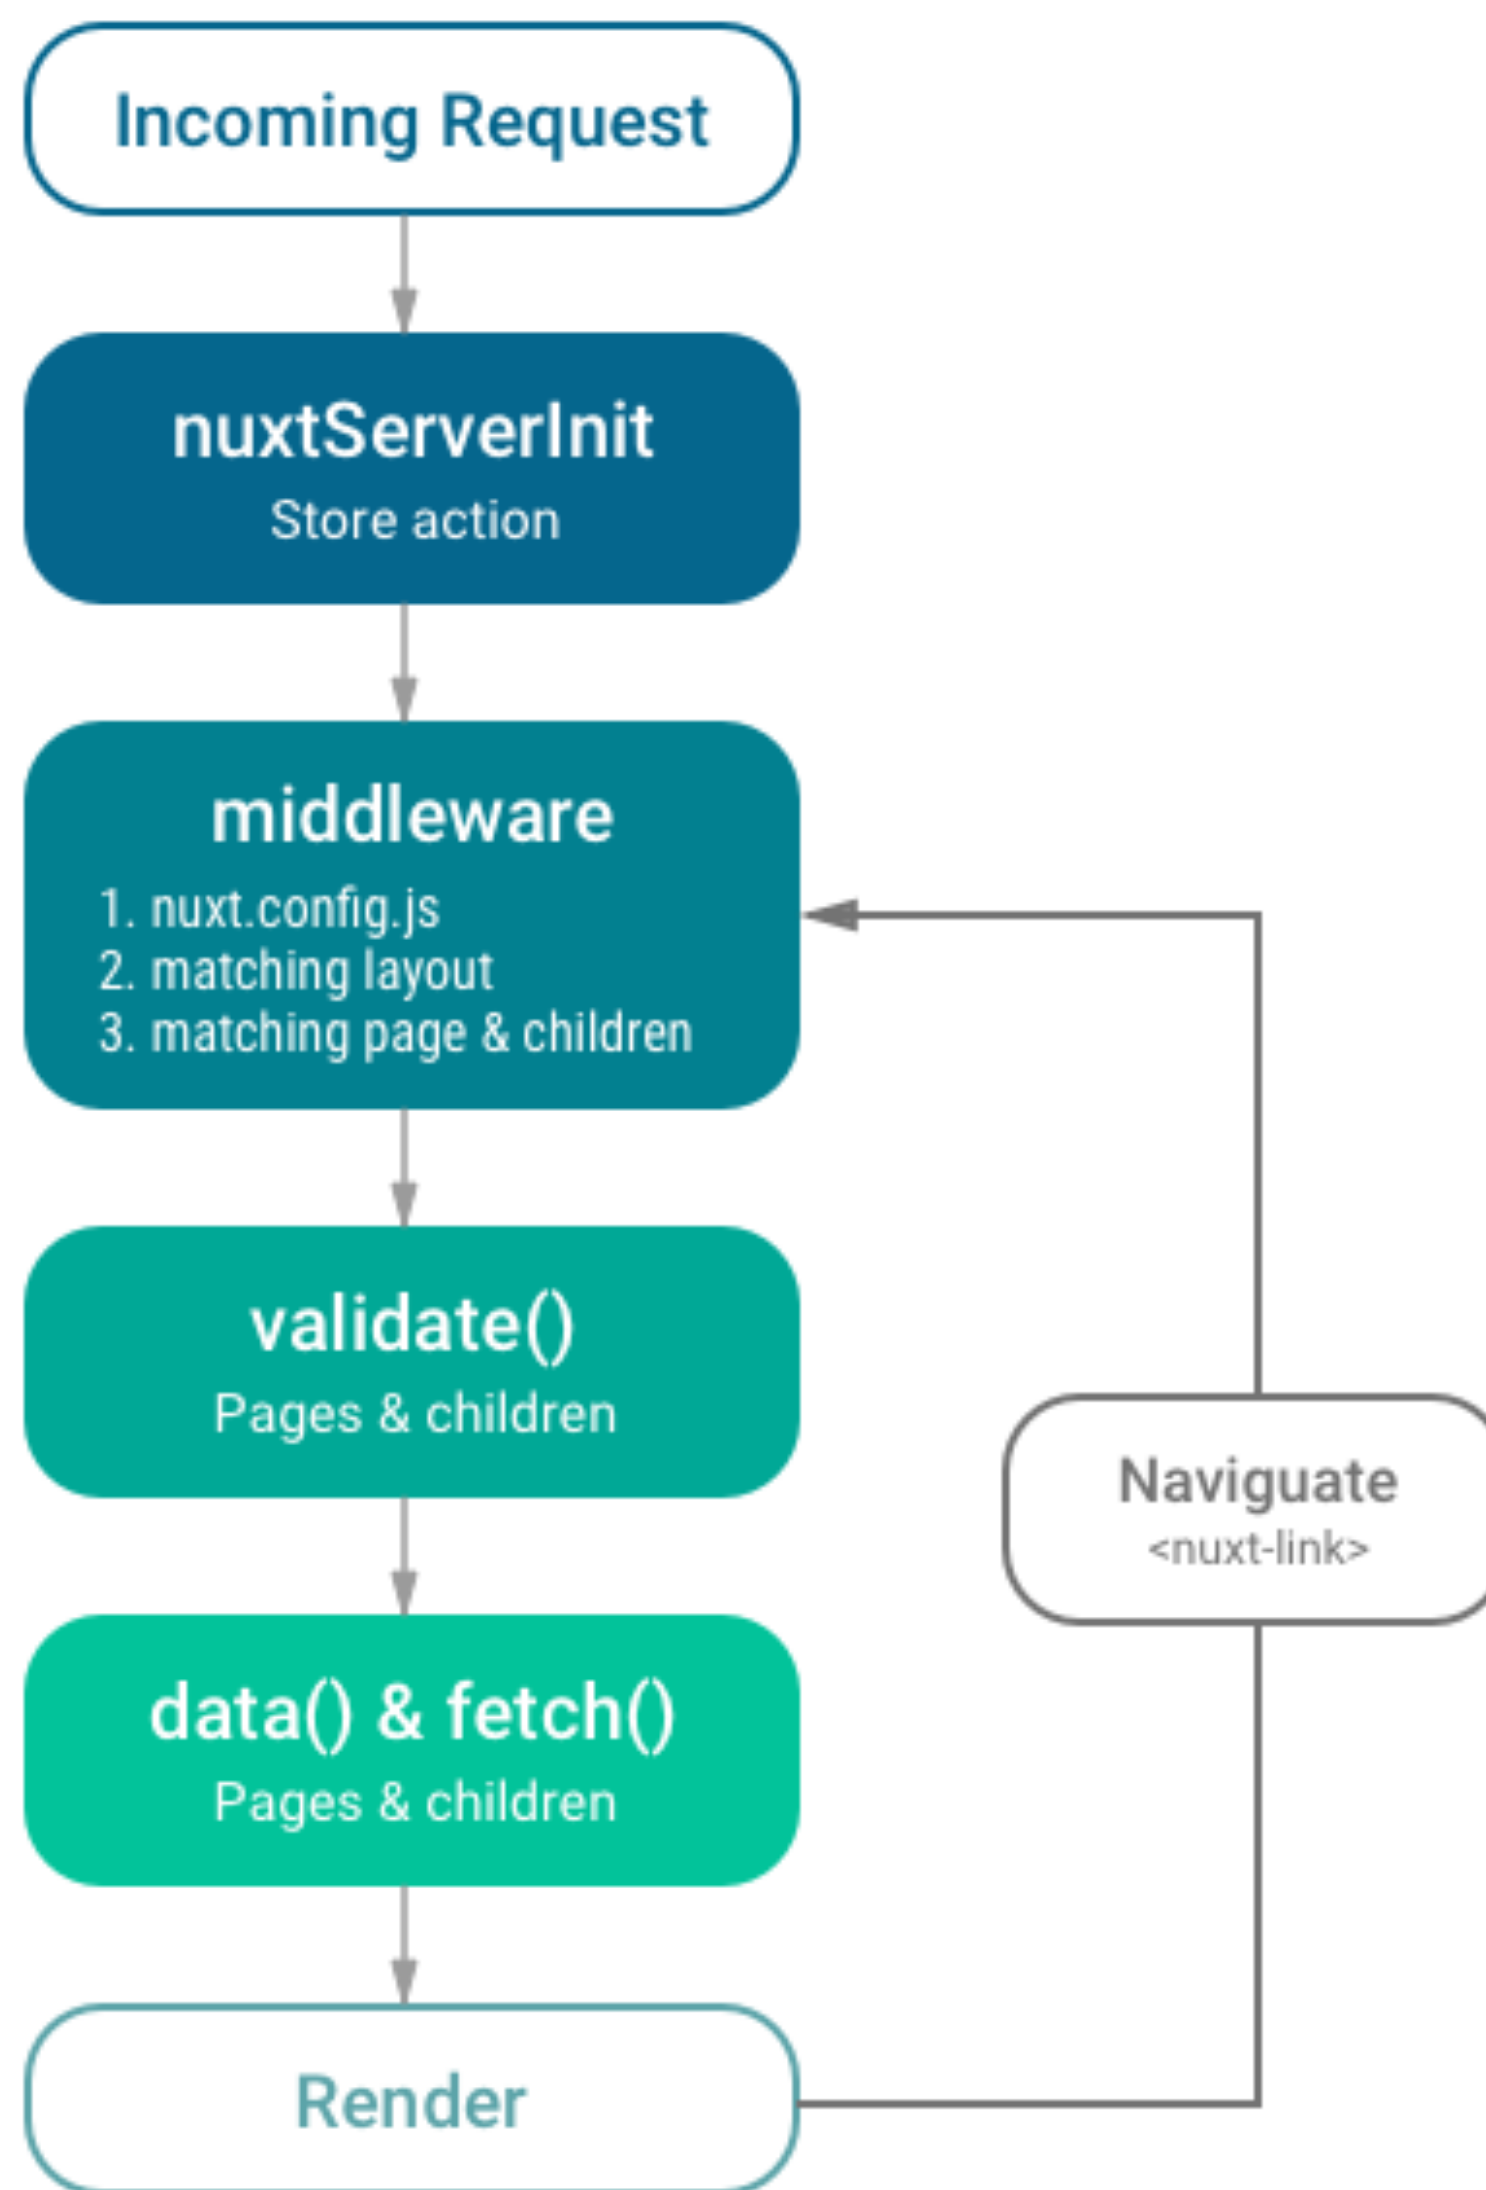 Incoming Request
nuxtServerInit
Store action
middleware
1. nuxt.config.js
2. matching layout
3. matching page & children
validate()
Pages & children
Naviguate
<nuxt-link>
data() & fetch()
Pages & children
Render